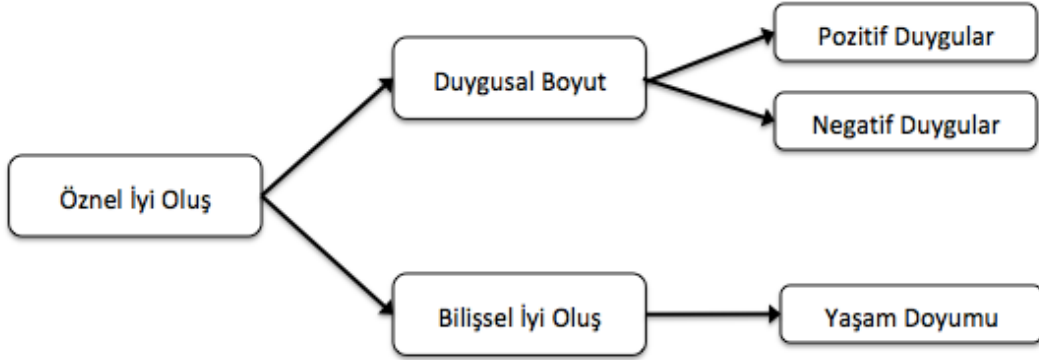 Pozitif Duygular
Duygusal Boyut
Negatif Duygular
Öznel İyi Oluş
Bilişsel İyi Oluş
Yaşam Doyumu